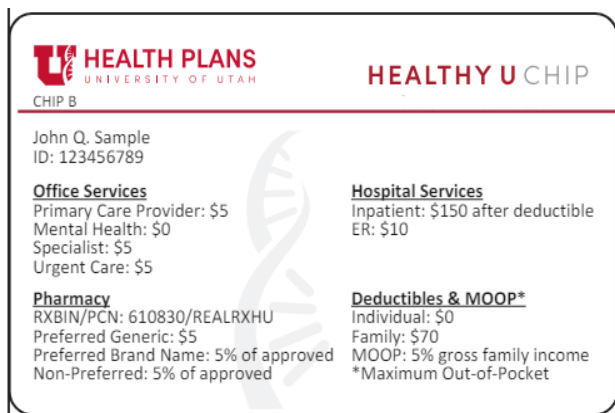 U HEALTH PLANS
UNIVERSITY OF UTAH
HEALTHY U CHIP
CHIP B
John Q. Sample
ID: 123456789
Office Services
Primary Care Provider: $5
Mental Health: $0
Specialist: $5
Urgent Care: $5
Hospital Services
Inpatient: $150 after deductible
ER: $10
Pharmacy
RXBIN/PCN: 610830/REALRXHU
Preferred Generic: $5
Preferred Brand Name: 5% of approved
Non-Preferred: 5% of approved
Deductibles & MOOP*
Individual: $0
Family: $70
MOOP: 5% gross family income
*Maximum Out-of-Pocket